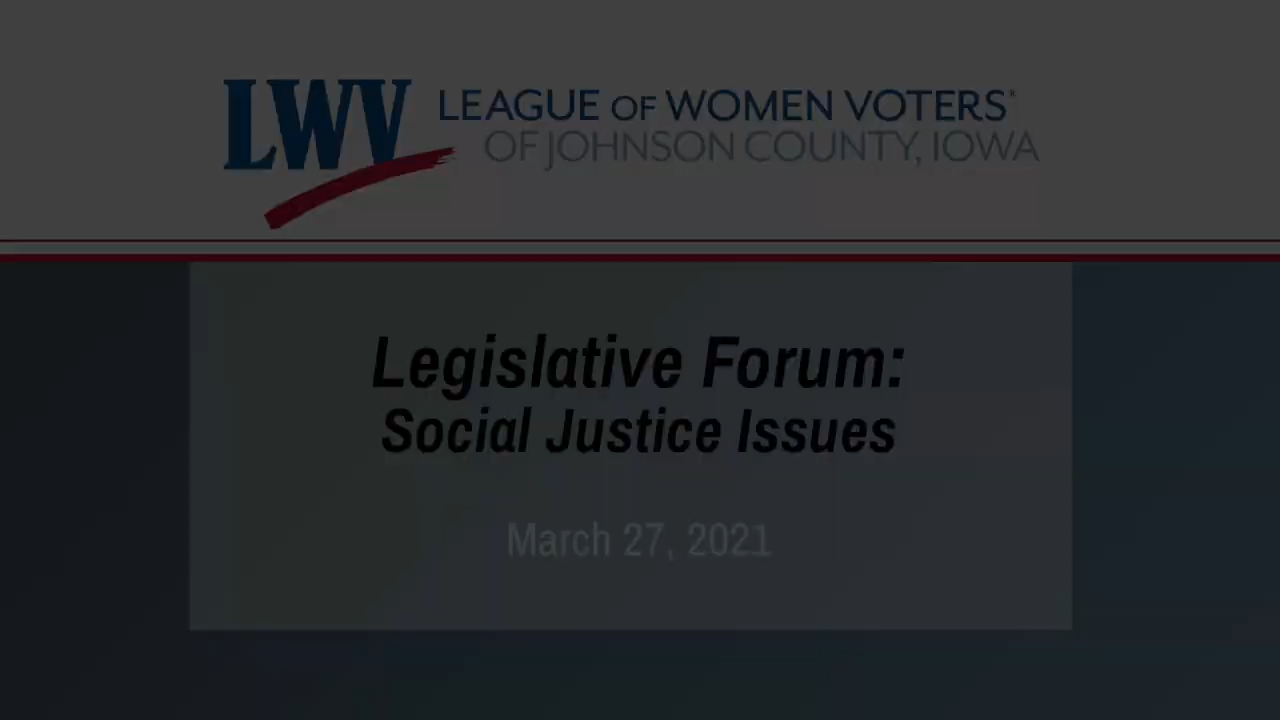 LWV LEAGUE OF WOMEN VOTERS®
OF JOHNSON COUNTY, IOWA
Legislative Forum:
Social Justice Issues
March 27, 2021